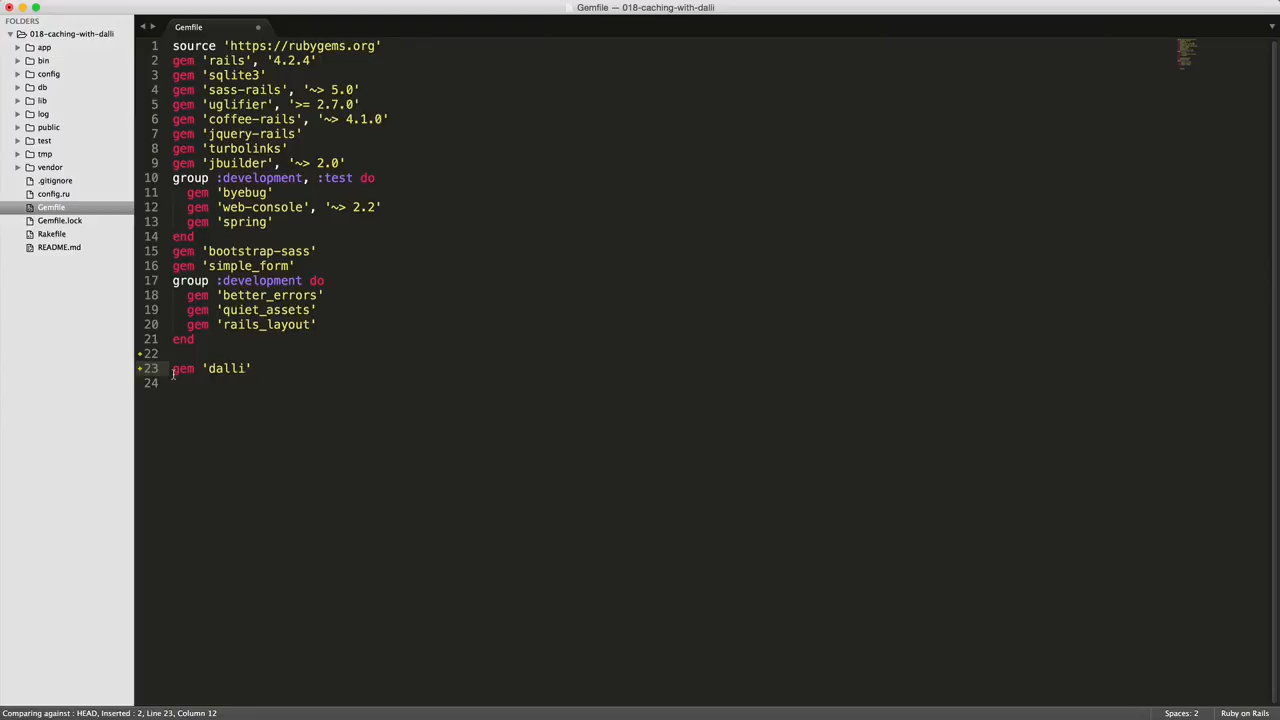 Gemfile — 018-caching-with-dalli
FOLDERS
018-caching-with-dalli
app
bin
config
db
lib
log
public
test
tmp
vendor
.gitignore
config.ru
Gemfile
Gemfile.lock
Rakefile
README.md
Gemfile
1 source 'https://rubygems.org'
2 gem 'rails', '4.2.4'
3 gem 'sqlite3'
4 gem 'sass-rails', '~> 5.0'
5 gem 'uglifier', '>= 2.7.0'
6 gem 'coffee-rails', '~> 4.1.0'
7 gem 'jquery-rails'
8 gem 'turbolinks'
9 gem 'jbuilder', '~> 2.0'
10 group :development, :test do
11 gem 'byebug'
12 gem 'web-console', '~> 2.2'
13 gem 'spring'
14 end
15 gem 'bootstrap-sass'
16 gem 'simple_form'
17 group :development do
18 gem 'better_errors'
19 gem 'quiet_assets'
20 gem 'rails_layout'
21 end
22
23 gem 'dalli'
24
Comparing against : HEAD, Inserted : 2, Line 23, Column 12
Spaces: 2
Ruby on Rails